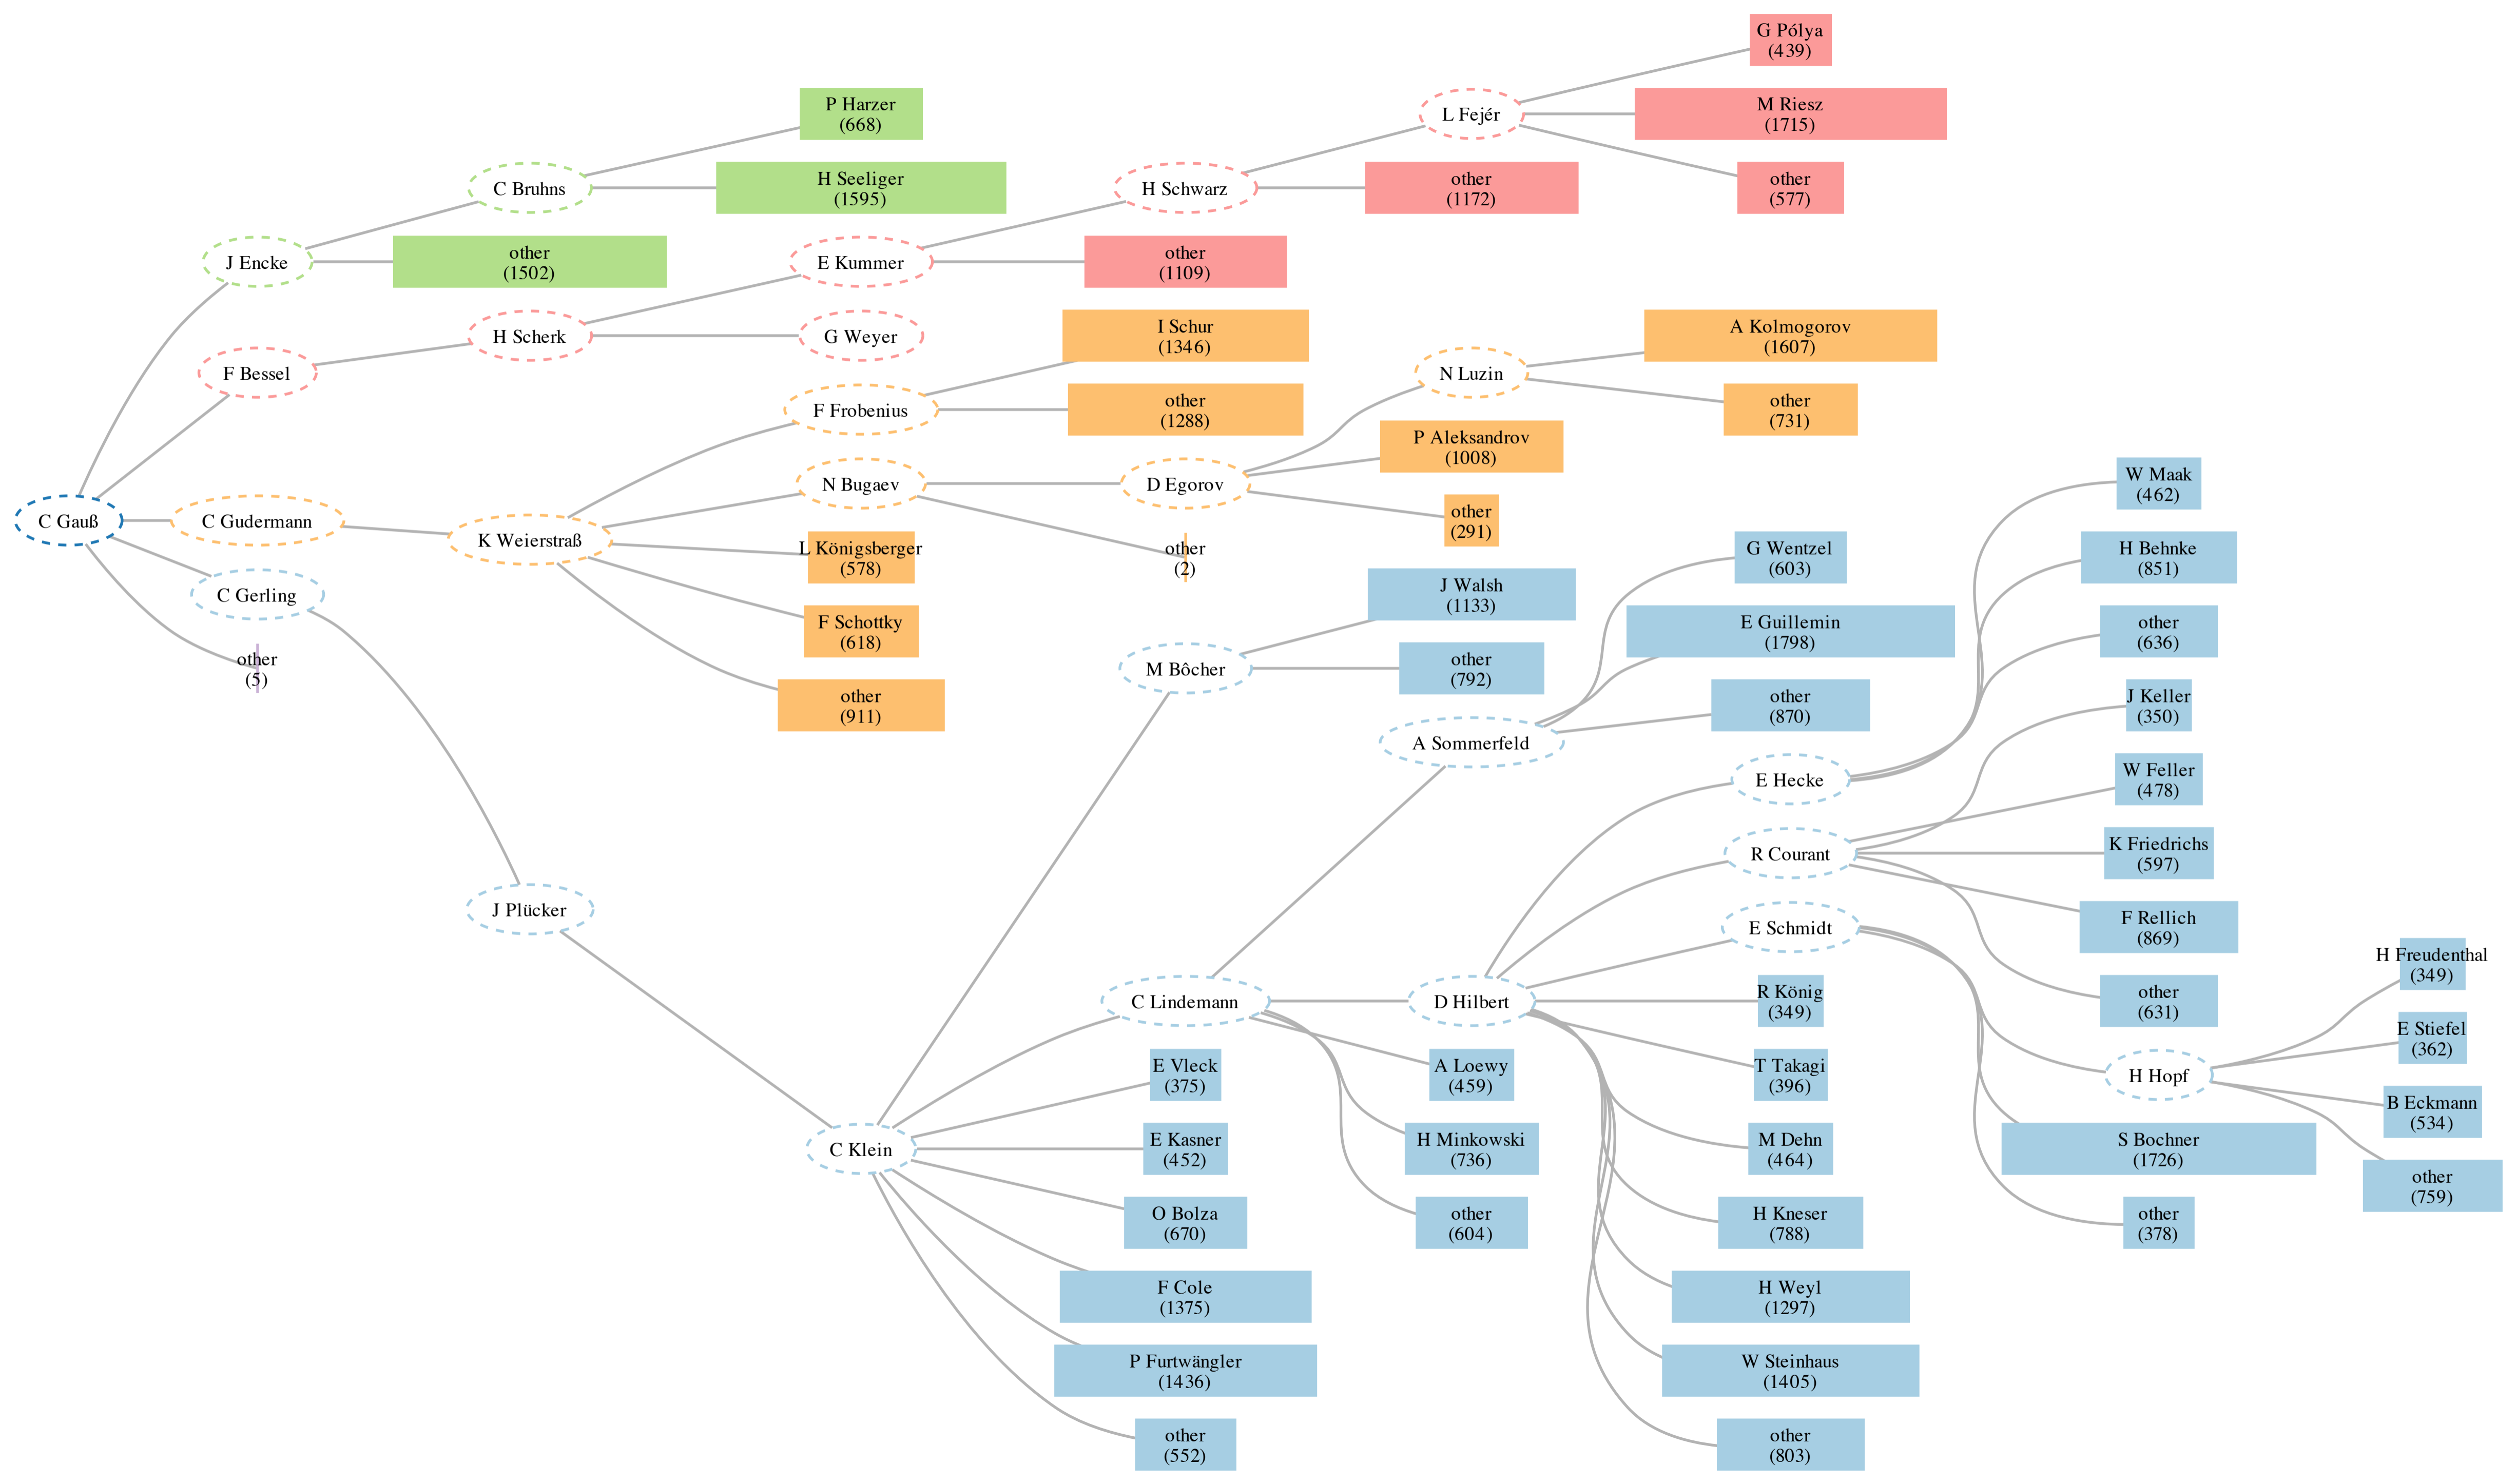 G Pólya
(439)
P Harzer
(668)
L Fejér
M Riesz
(1715)
C Bruhns
H Seeliger
(1595)
H Schwarz
other
(1172)
other
(577)
J Encke
other
(1502)
E Kummer
other
(1109)
F Bessel
H Scherk
G Weyer
I Schur
(1346)
A Kolmogorov
(1607)
N Luzin
F Frobenius
other
(1288)
other
(731)
P Aleksandrov
(1008)
N Bugaev
D Egorov
other
(291)
W Maak
(462)
C Gauß
C Gudermann
K Weierstraß
L Königsberger
(578)
other
(2)
G Wentzel
(603)
H Behnke
(851)
C Gerling
J Walsh
(1133)
F Schottky
(618)
E Guillemin
(1798)
other
(636)
other
(5)
M Bôcher
other
(792)
other
(911)
other
(870)
J Keller
(350)
A Sommerfeld
E Hecke
W Feller
(478)
R Courant
K Friedrichs
(597)
J Plücker
E Schmidt
F Rellich
(869)
H Freudenthal
(349)
C Lindemann
D Hilbert
R König
(349)
other
(631)
E Stiefel
(362)
E Vleck
(375)
A Loewy
(459)
T Takagi
(396)
H Hopf
B Eckmann
(534)
C Klein
E Kasner
(452)
H Minkowski
(736)
M Dehn
(464)
S Bochner
(1726)
other
(759)
O Bolza
(670)
other
(604)
H Kneser
(788)
other
(378)
F Cole
(1375)
H Weyl
(1297)
P Furtwängler
(1436)
W Steinhaus
(1405)
other
(552)
other
(803)